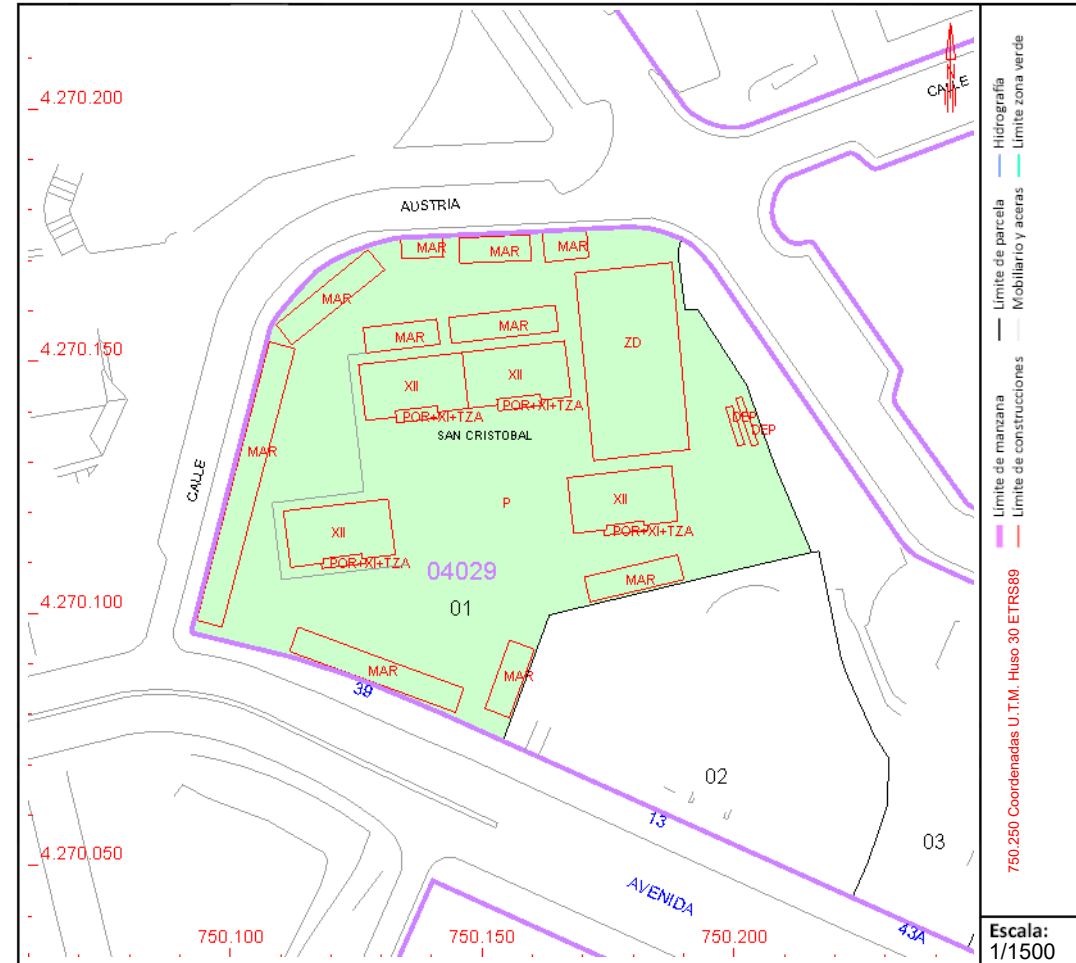 4.270.200
CALLE
N
AUSTRIA
MAR
MAR
MAR
MAR
4.270.150
MAR
MAR
ZD
XII
XII
POR+XI+TZA
POR+XI+TZA
DEP
DEP
SAN CRISTOBAL
MAR
CALLE
P
XII
XII
POR+XI+TZA
POR+XI+TZA
04029
MAR
4.270.100
01
MAR
MAR
39
02
13
03
4.270.050
AVENIDA
43A
750.100
750.150
750.200
Hidrografía
Límite zona verde
Límite de parcela
Mobiliario y aceras
Límite de manzana
Límite de construcciones
750.250 Coordenadas U.T.M. Huso 30 ETRS89
Escala:
1/1500